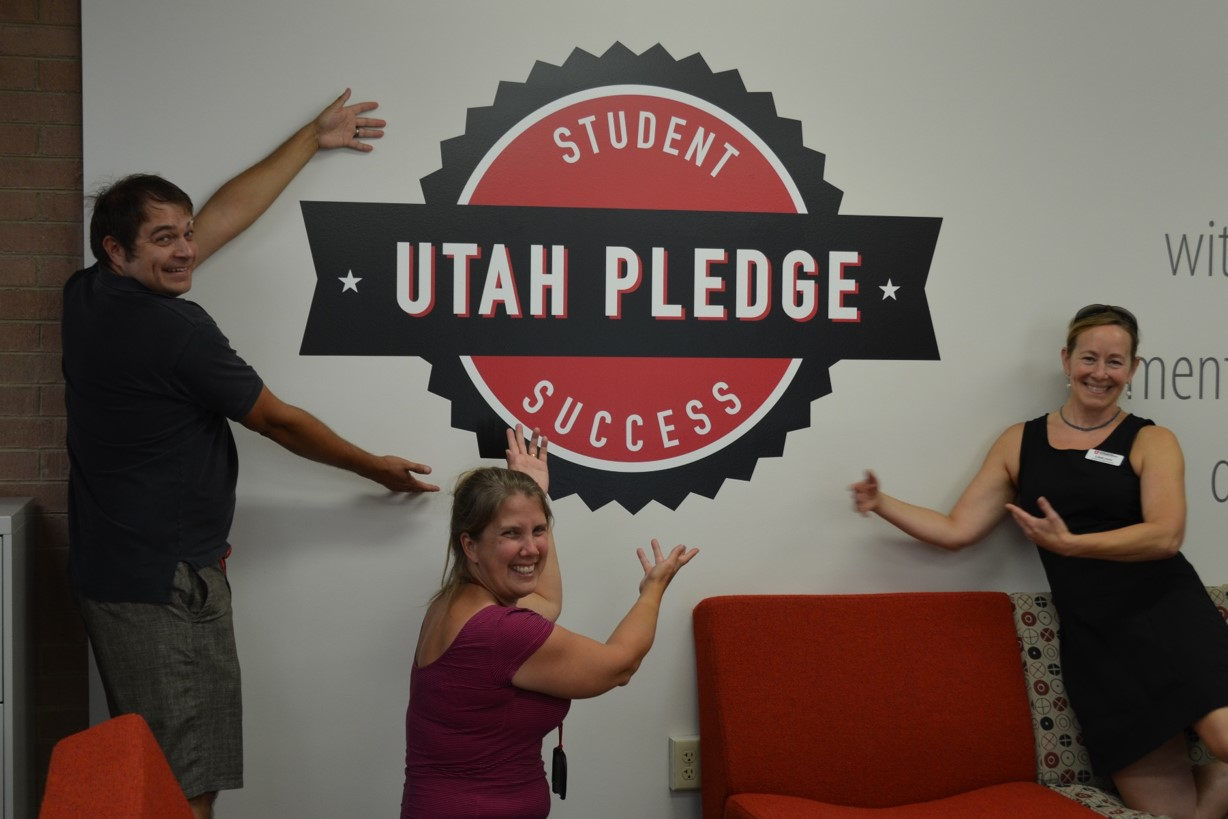 STUDENT
UTAH PLEDGE
SUCCESS
wit
ment
o